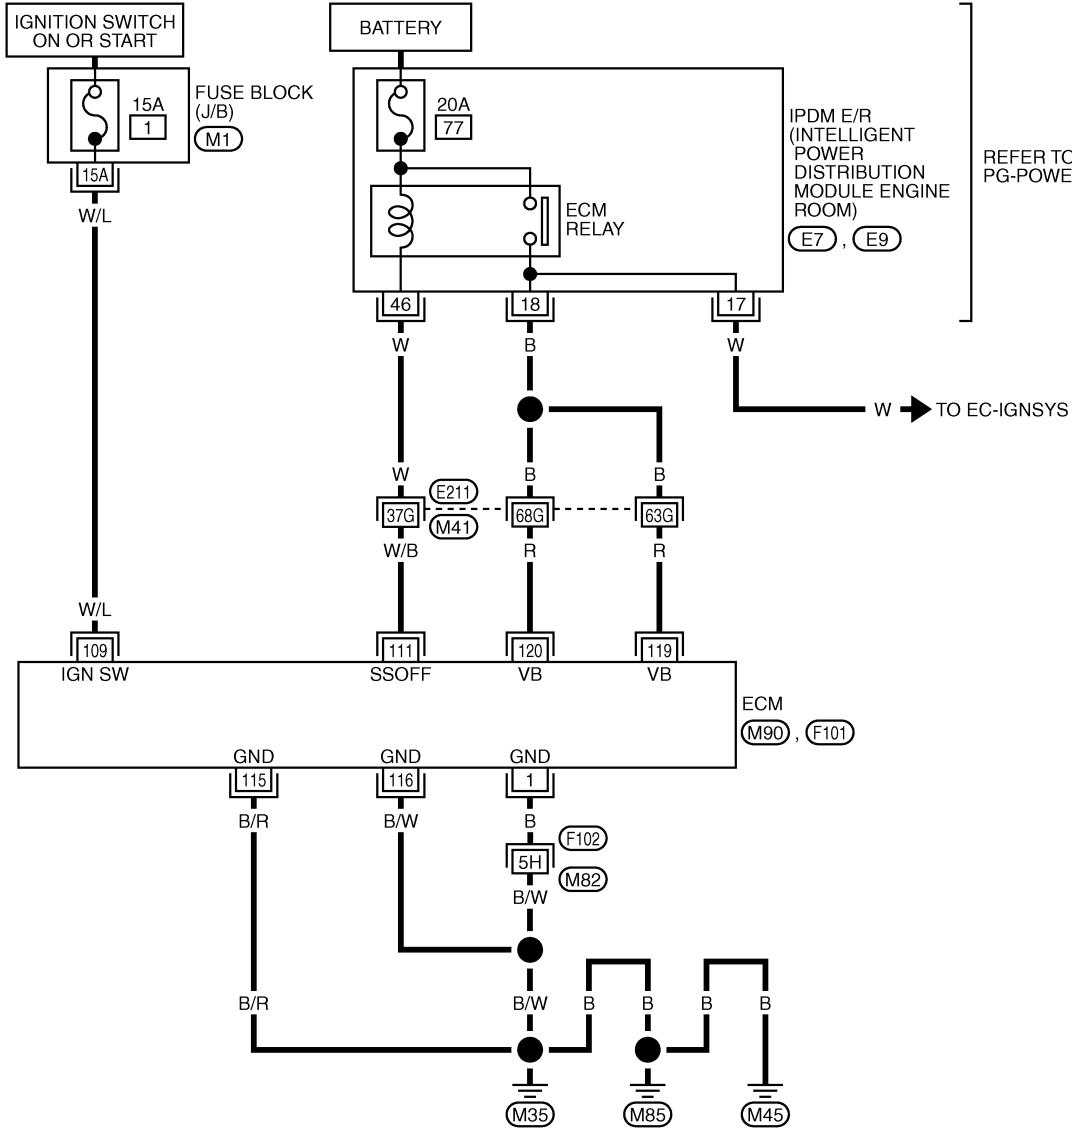 IGNITION SWITCH
ON OR START
BATTERY
15A
1
FUSE BLOCK
(J/B)
M1
20A
77
IPDM E/R
(INTELLIGENT
POWER
DISTRIBUTION
MODULE ENGINE
ROOM)
E7 , E9
REFER TO
PG-POWE
15A
W/L
ECM
RELAY
46
18
17
W
B
W
W
TO EC-IGNSYS
W
B
B
E211
37G
68G
63G
M41
W/B
R
R
W/L
109
111
120
119
IGN SW
SSOFF
VB
VB
ECM
M90 , F101
GND
GND
GND
115
116
1
B/R
B/W
B
F102
5H
M82
B/W
B/R
B/W
B
B
B
B
M35
M85
M45